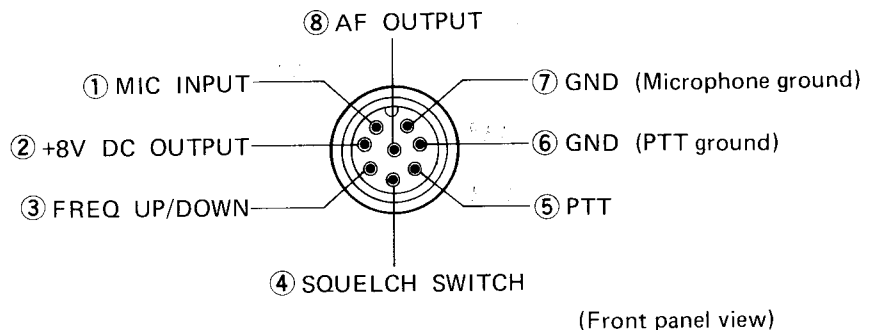 ⑧ AF OUTPUT
① MIC INPUT
⑦ GND (Microphone ground)
② +8V DC OUTPUT
⑥ GND (PTT ground)
③ FREQ UP/DOWN
⑤ PTT
④ SQUELCH SWITCH
(Front panel view)